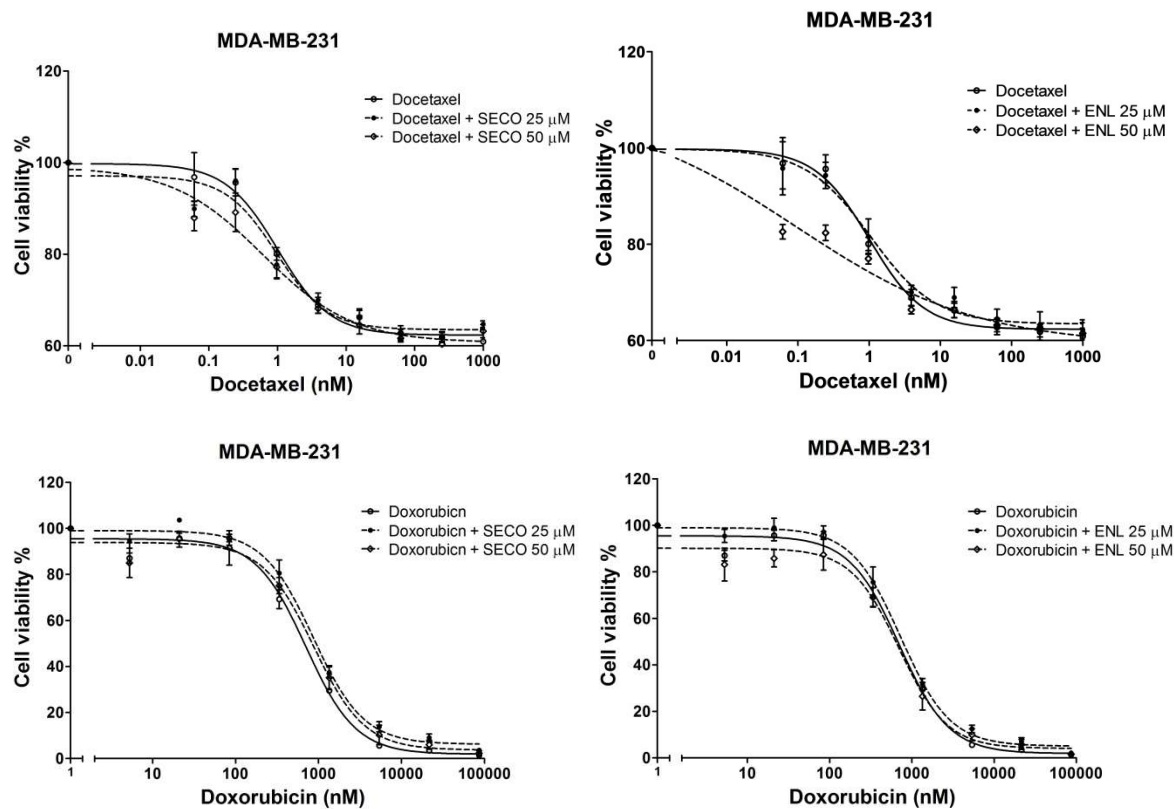 MDA-MB-231
120
100
80
60
Cell viability %
Docetaxel
Docetaxel + SECO 25 μM
Docetaxel + SECO 50 μM
0
0.01
0.1
1
10
100
1000
Docetaxel (nM)
MDA-MB-231
120
100
80
60
Cell viability %
Docetaxel
Docetaxel + ENL 25 μM
Docetaxel + ENL 50 μM
0
0.01
0.1
1
10
100
1000
Docetaxel (nM)
MDA-MB-231
120
100
80
60
40
20
0
Cell viability %
Doxorubicn
Doxorubicn + SECO 25 μM
Doxorubicn + SECO 50 μM
1
10
100
1000
10000
100000
Doxorubicin (nM)
MDA-MB-231
120
100
80
60
40
20
0
Cell viability %
Doxorubicin
Doxorubicin + ENL 25 μM
Doxorubicin + ENL 50 μM
1
10
100
1000
10000
100000
Doxorubicin (nM)